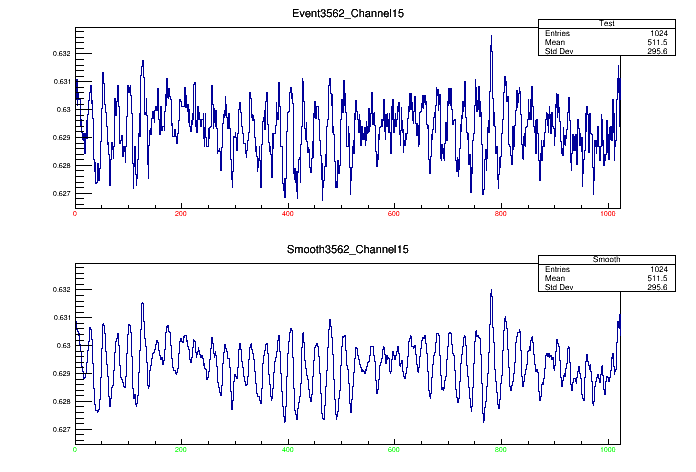 Event3562_Channel15
Test
Entries 1024
Mean 511.5
Std Dev 295.6
0.632
0.631
0.63
0.629
0.628
0.627
0 200 400 600 800 1000
Smooth3562_Channel15
Smooth
Entries 1024
Mean 511.5
Std Dev 295.6
0.632
0.631
0.63
0.629
0.628
0.627
0 200 400 600 800 1000